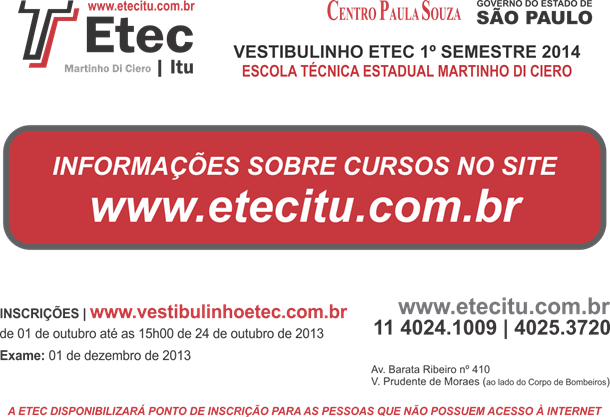 www.etecitu.com.br
Etec
Martinho Di Ciero | Itu
CENTRO PAULA SOUZA
GOVERNO DO ESTADO DE
SÃO PAULO
VESTIBULINHO ETEC 1º SEMESTRE 2014
ESCOLA TÉCNICA ESTADUAL MARTINHO DI CIERO
INFORMAÇÕES SOBRE CURSOS NO SITE
www.etecitu.com.br
INSCRIÇÕES | www.vestibulinhoetec.com.br
de 01 de outubro até as 15h00 de 24 de outubro de 2013
Exame: 01 de dezembro de 2013
www.etecitu.com.br
11 4024.1009 | 4025.3720
Av. Barata Ribeiro nº 410
V. Prudente de Moraes (ao lado do Corpo de Bombeiros)
A ETEC DISPONIBILIZARÁ PONTO DE INSCRIÇÃO PARA AS PESSOAS QUE NÃO POSSUEM ACESSO À INTERNET